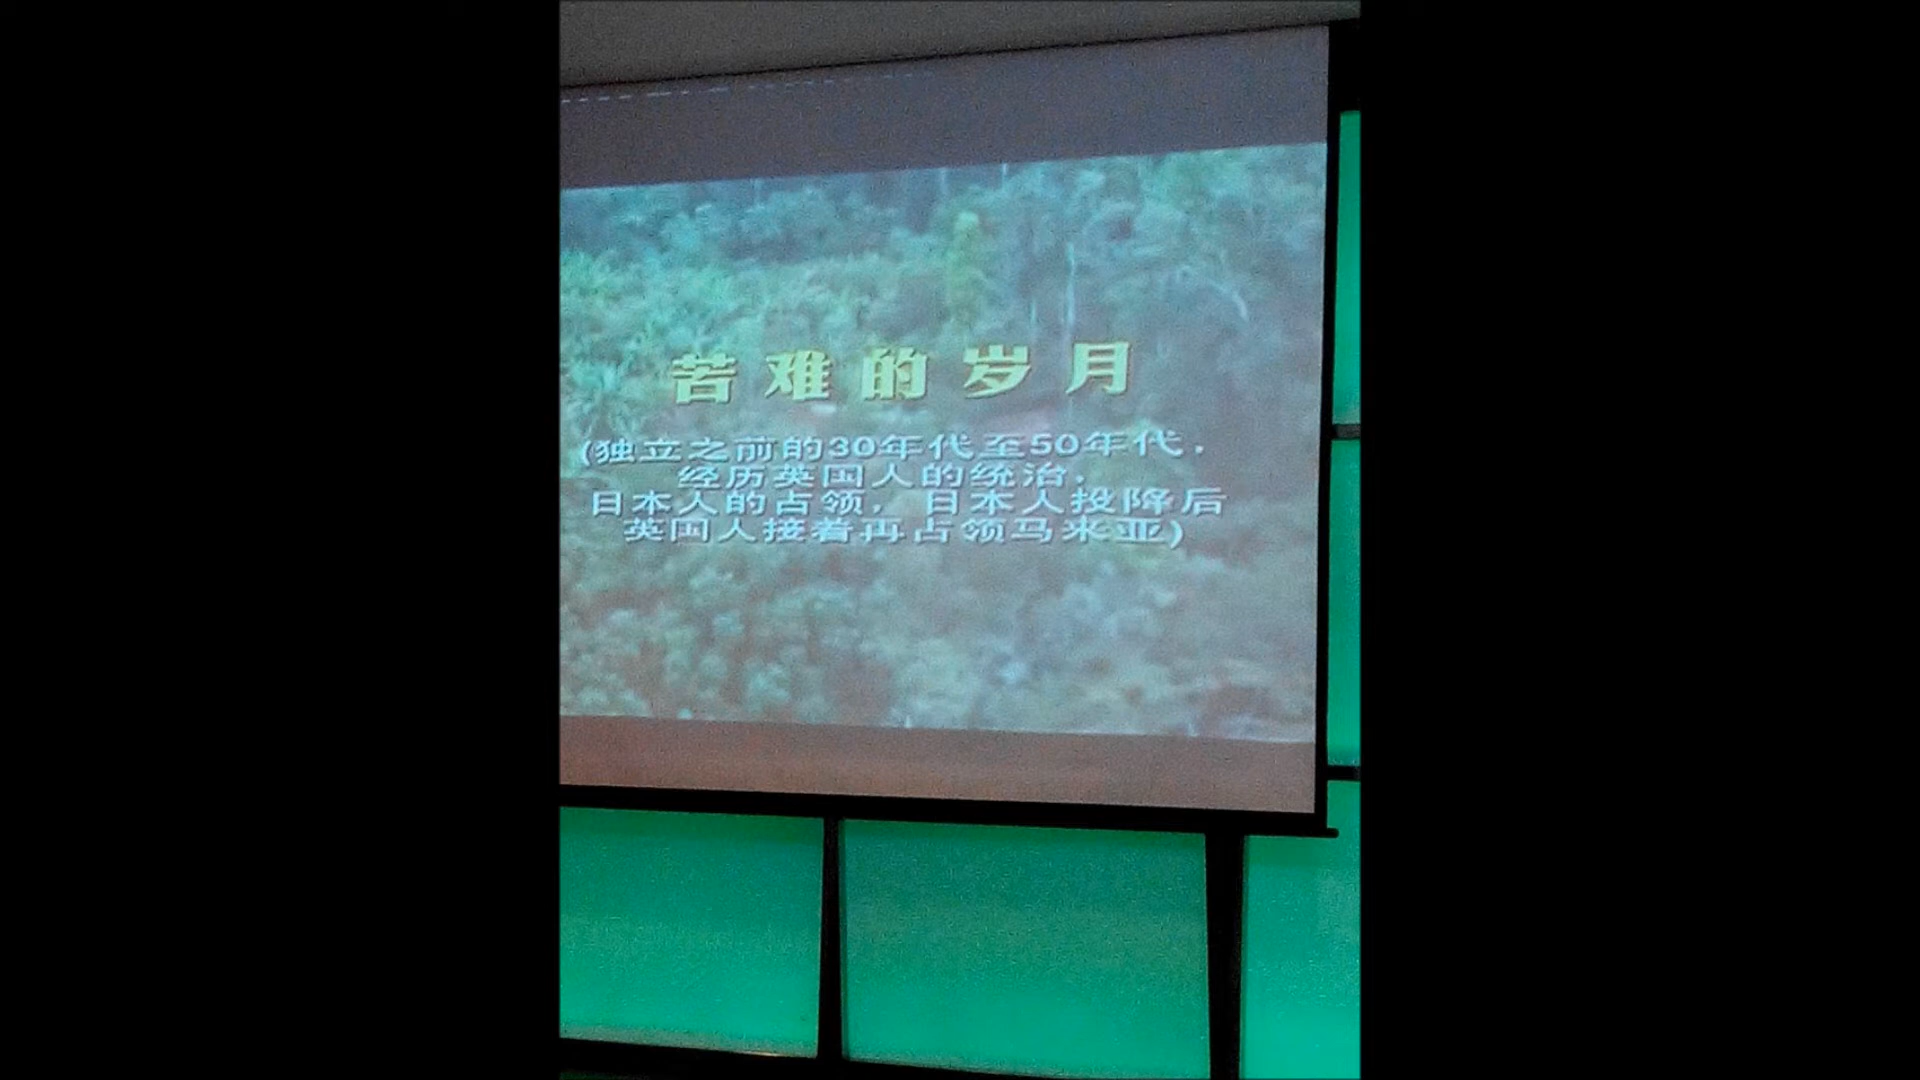 苦难的岁月
(独立之前的30年代至50年代，
经历英国人的统治，
日本人的占领，日本人投降后
英国人接着再占领马来亚)